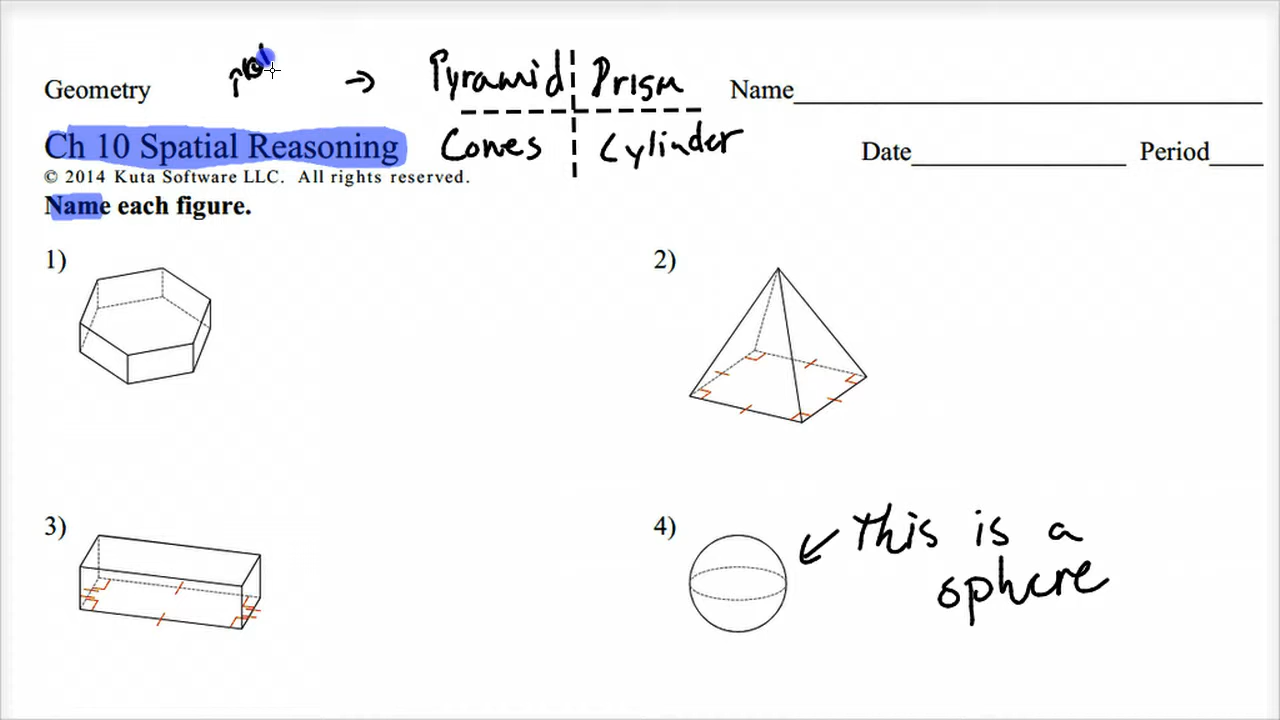 Geometry
→ Pyramid Prism
Name
Ch 10 Spatial Reasoning
Cones Cylinder
Date Period
© 2014 Kuta Software LLC. All rights reserved.
Name each figure.
1)
2)
3)
4)
this is a
sphere